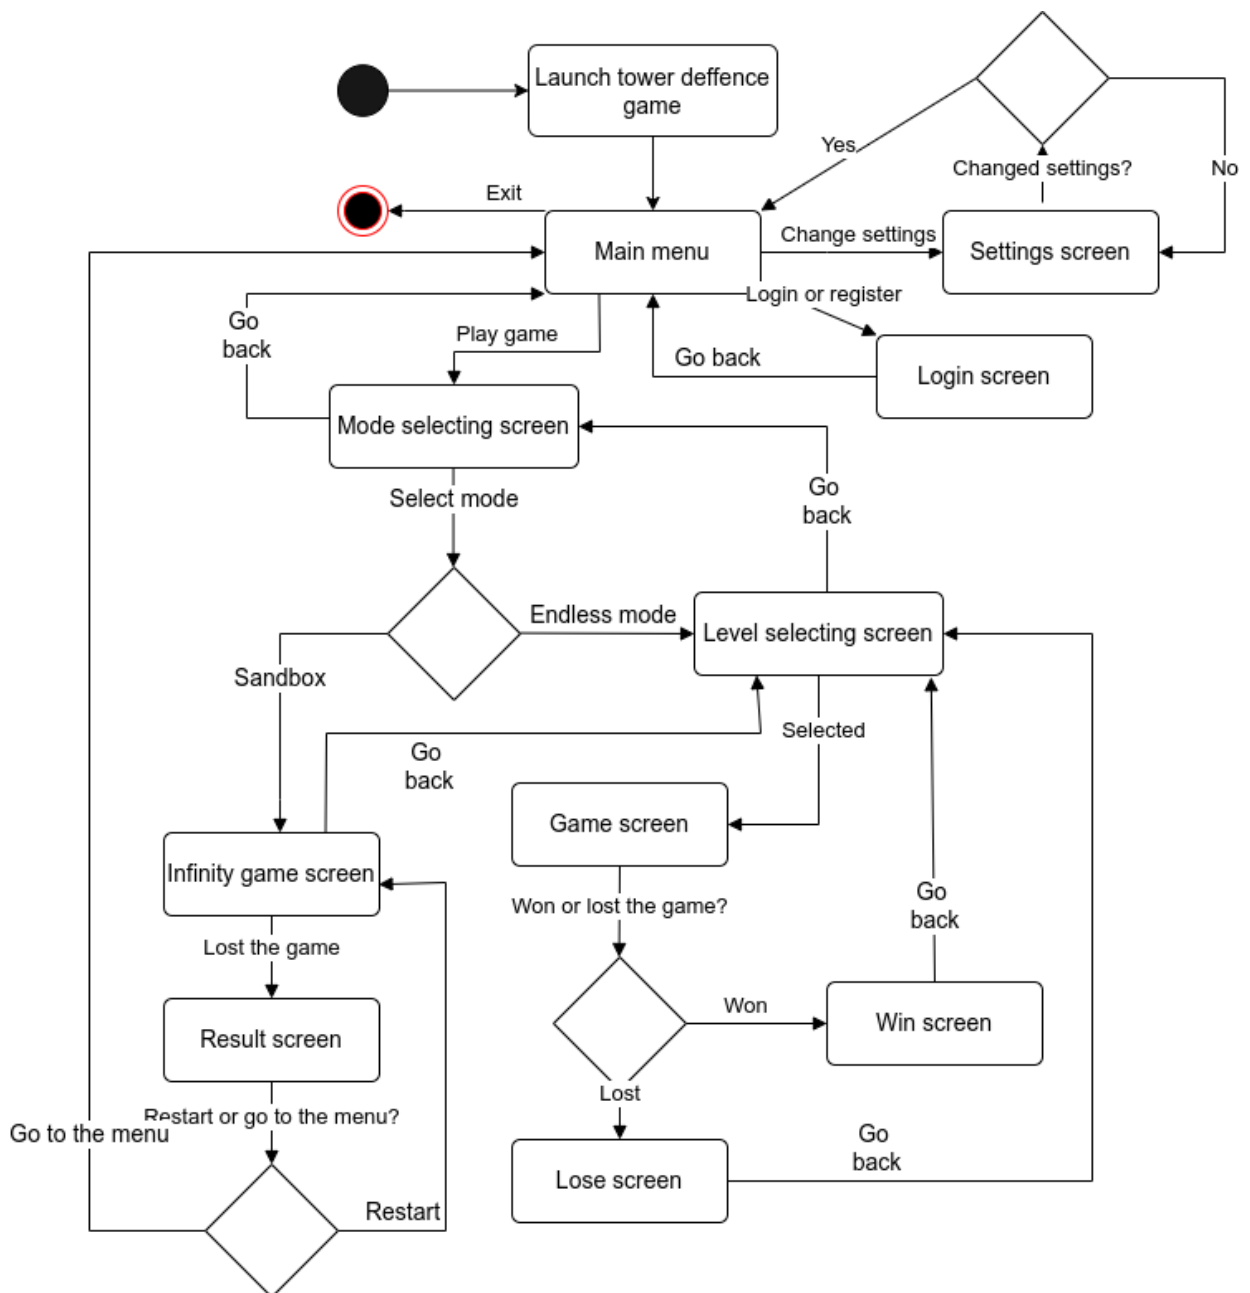 Launch tower deffence
game
Yes
Changed settings?
No
Exit
Main menu
Change settings
Settings screen
Login or register
Go
back
Play game
Go back
Login screen
Mode selecting screen
Select mode
Go
back
Endless mode
Level selecting screen
Sandbox
Selected
Go
back
Game screen
Infinity game screen
Won or lost the game?
Go
back
Lost the game
Won
Win screen
Result screen
Lost
Restart or go to the menu?
Go to the menu
Go
back
Lose screen
Restart